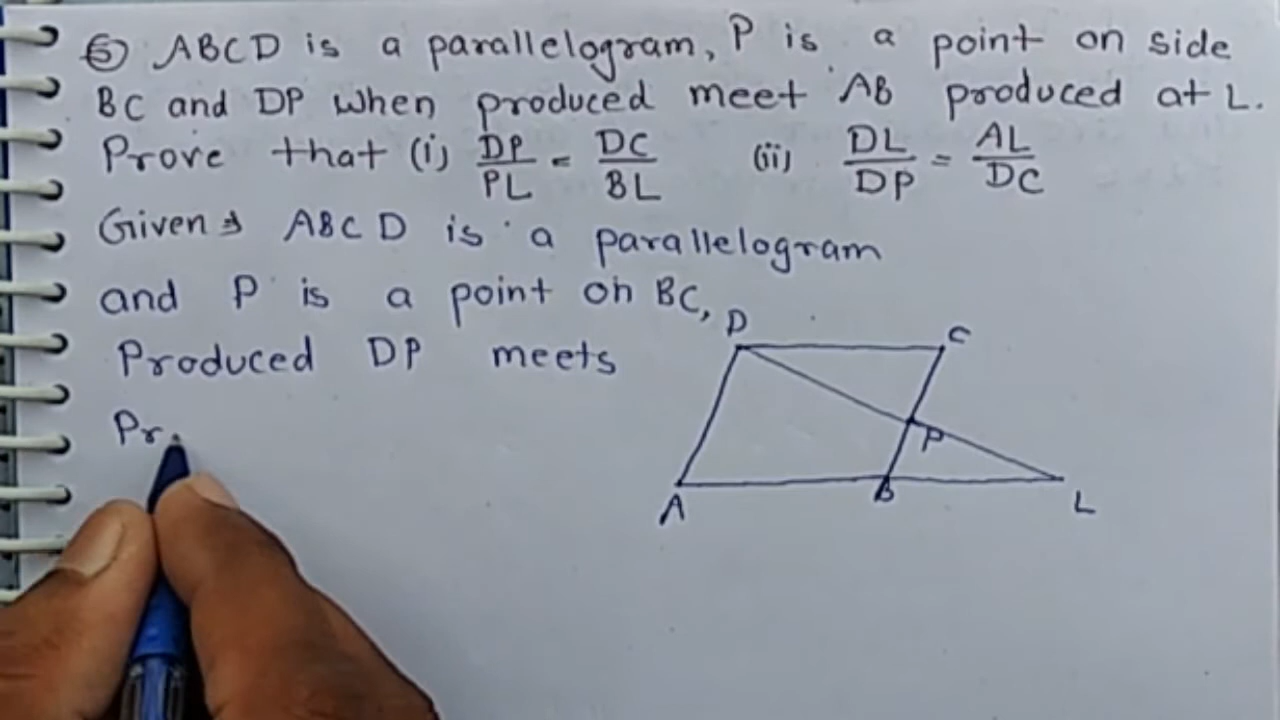 ⑤ ABCD is a parallelogram, P is a point on side
BC and DP when produced meet AB produced at L.
Prove that (i) DP/PL = DC/BL (ii) DL/DP = AL/DC
Given ⇒ ABCD is a parallelogram
and P is a point on BC,
Produced DP meets
Pr
D C
P
A B L